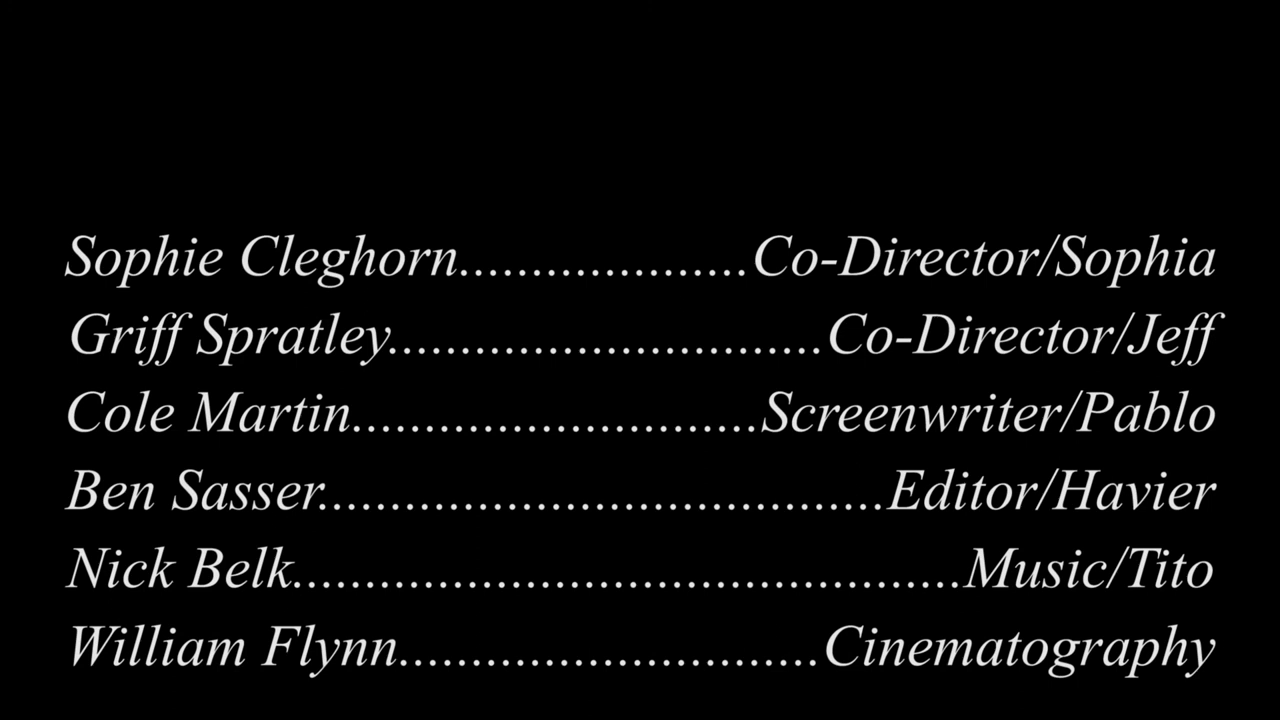 Sophie Cleghorn....................Co-Director/Sophia
Griff Spratley..............................Co-Director/Jeff
Cole Martin............................Screenwriter/Pablo
Ben Sasser.......................................Editor/Havier
Nick Belk..............................................Music/Tito
William Flynn.............................Cinematography